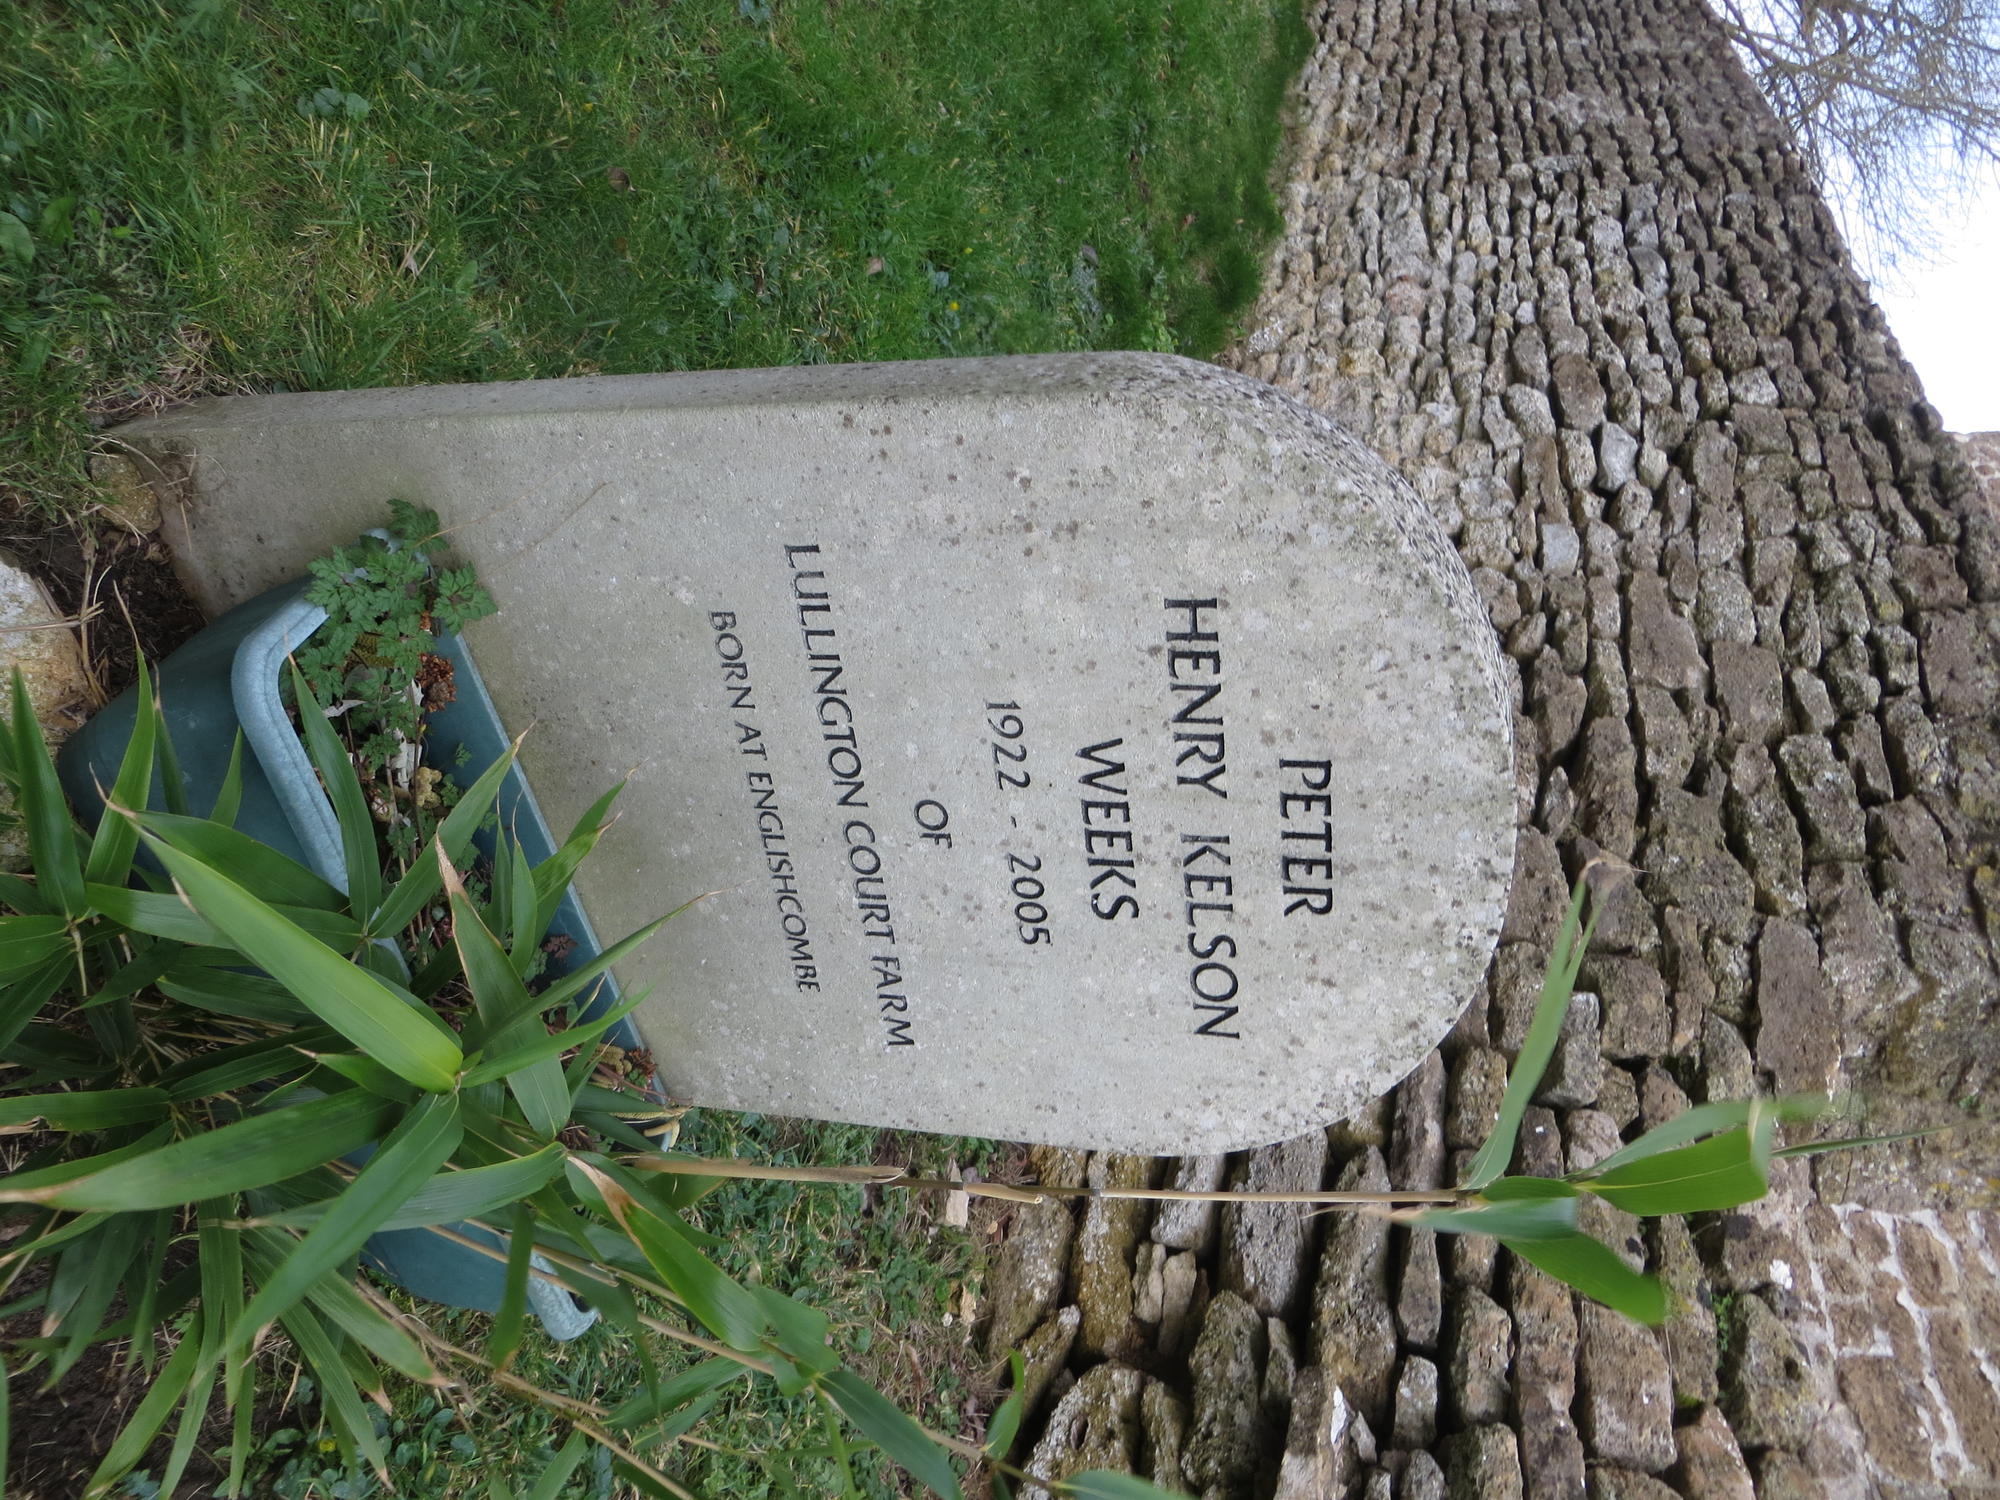 PETER
HENRY KELSON
WEEKS
1922 - 2005
OF
LULLINGTON COURT FARM
BORN AT ENGLISHCOMBE